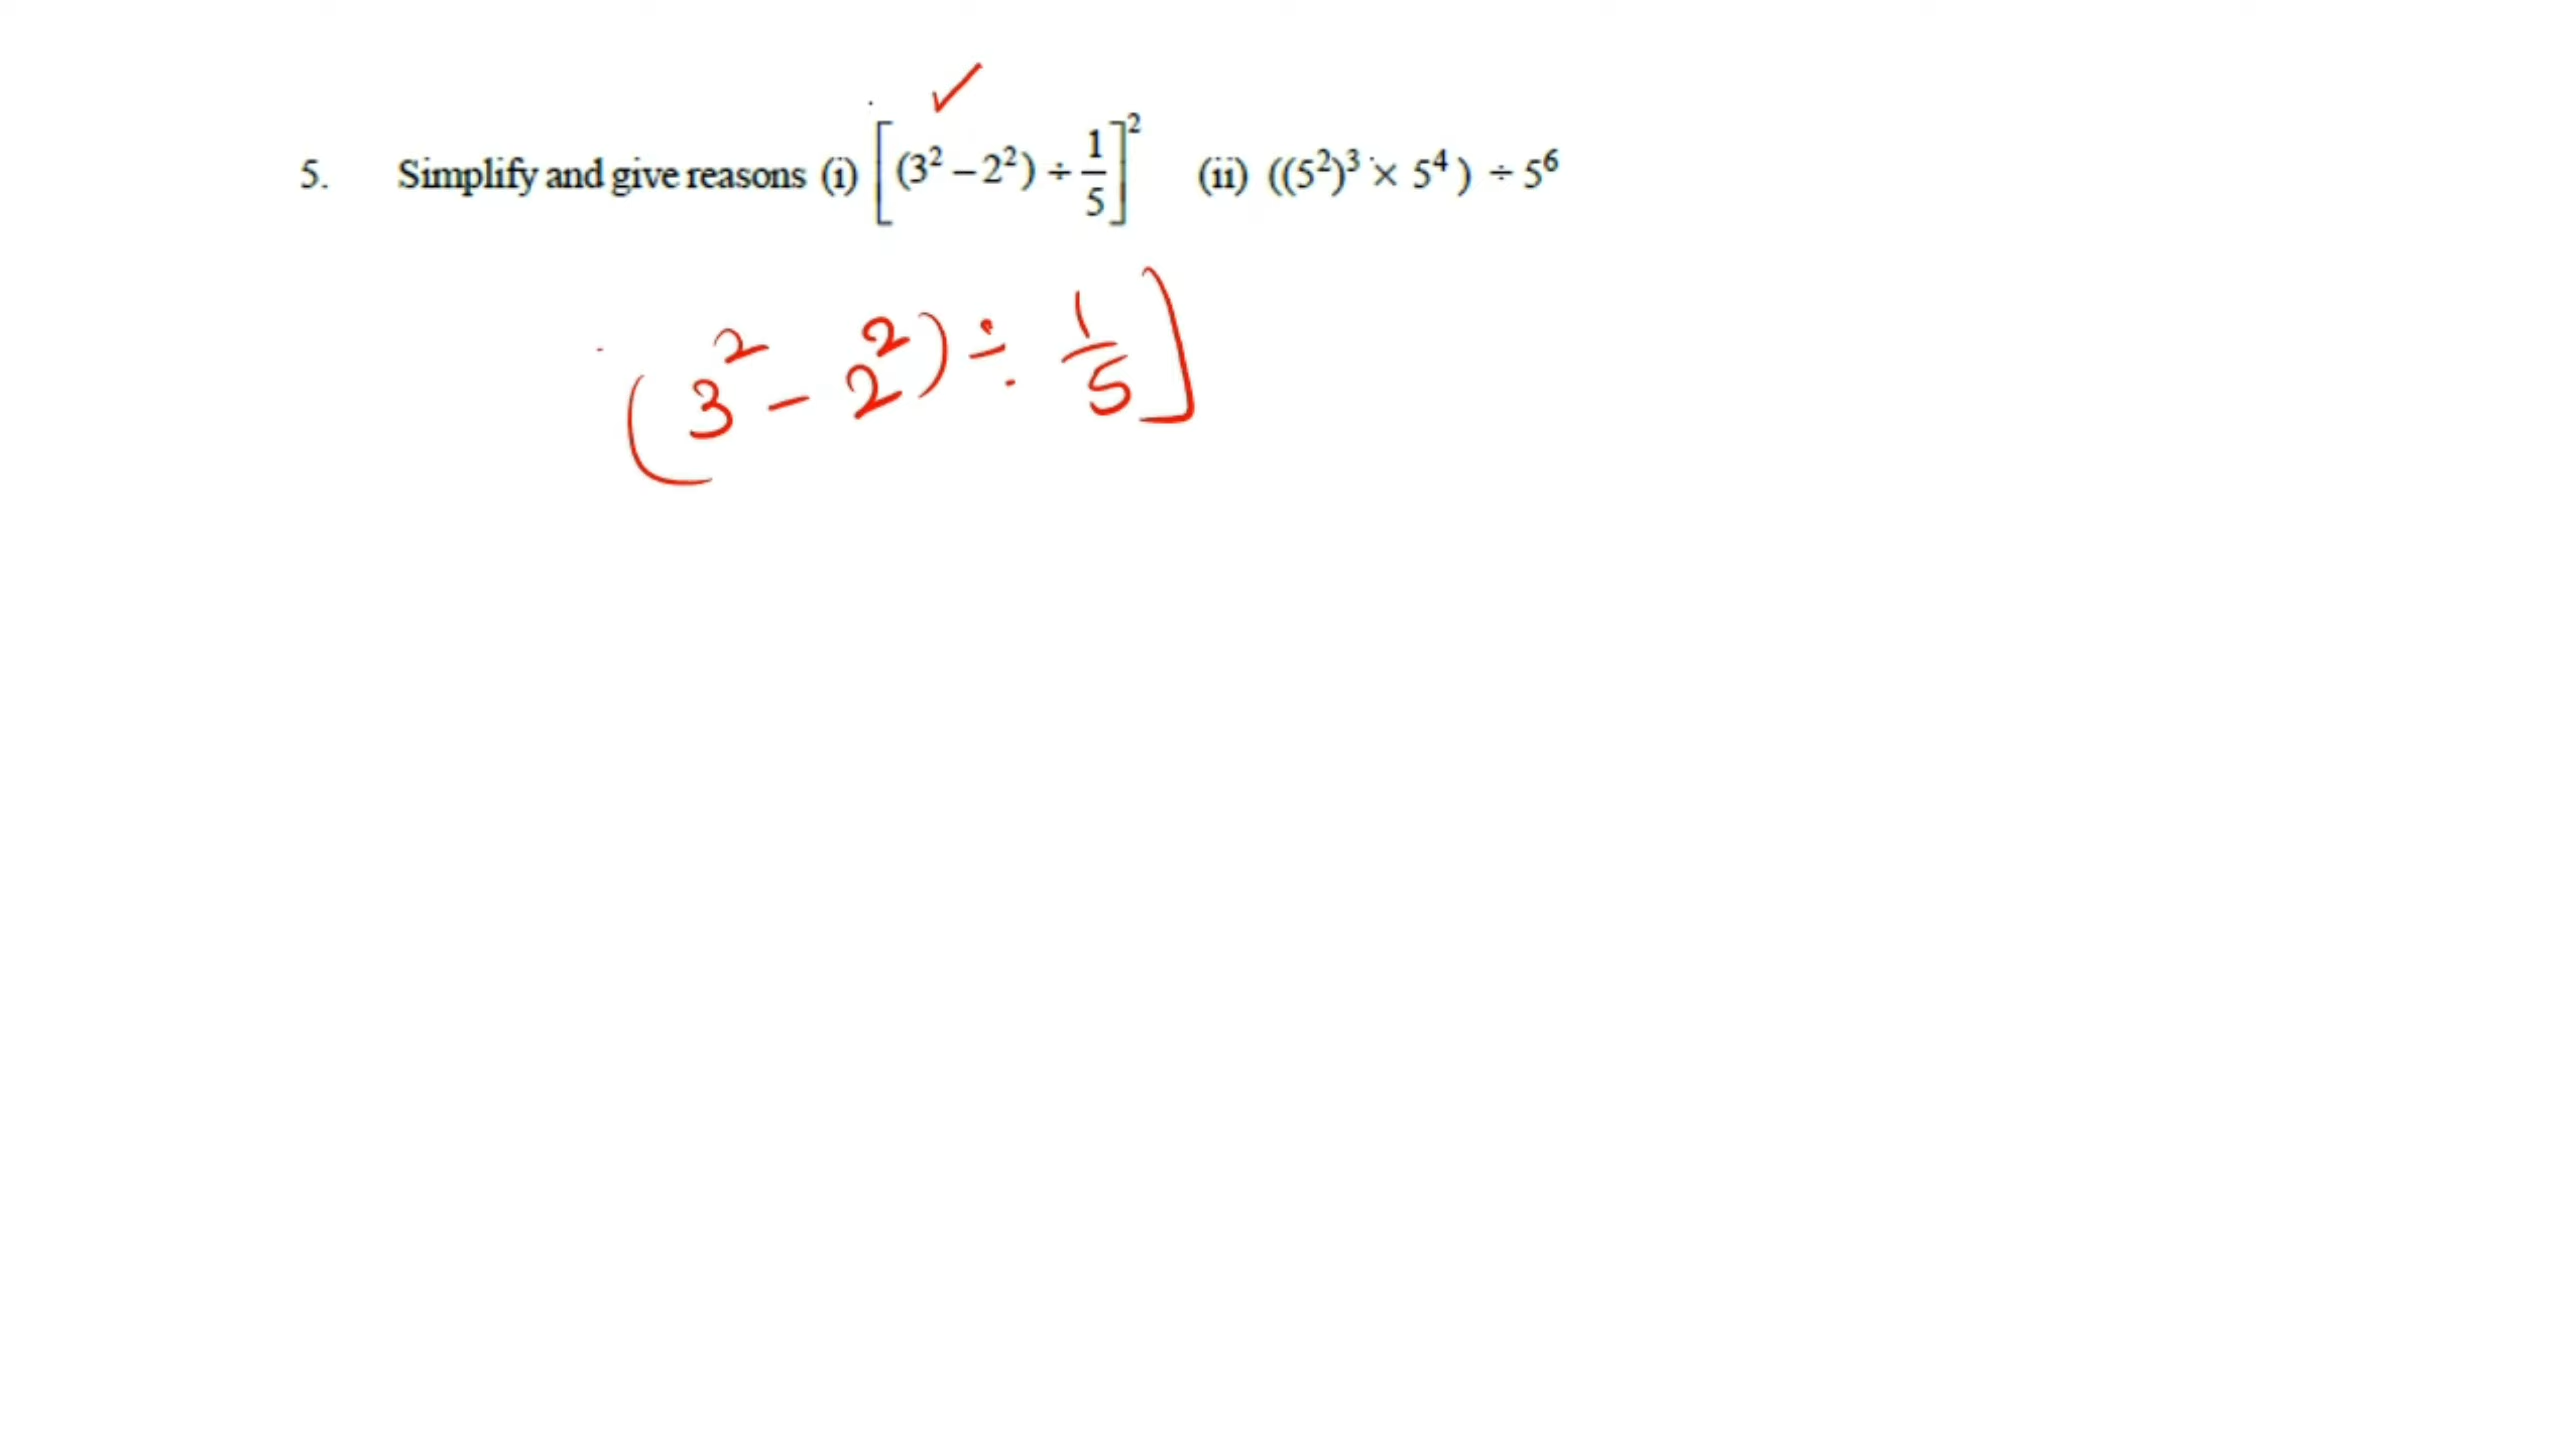 5. Simplify and give reasons (i) [(3² – 2²) ÷ 1/5]² (ii) ((5²)³ × 5⁴) ÷ 5⁶
(3² - 2²) ÷ 1/5]